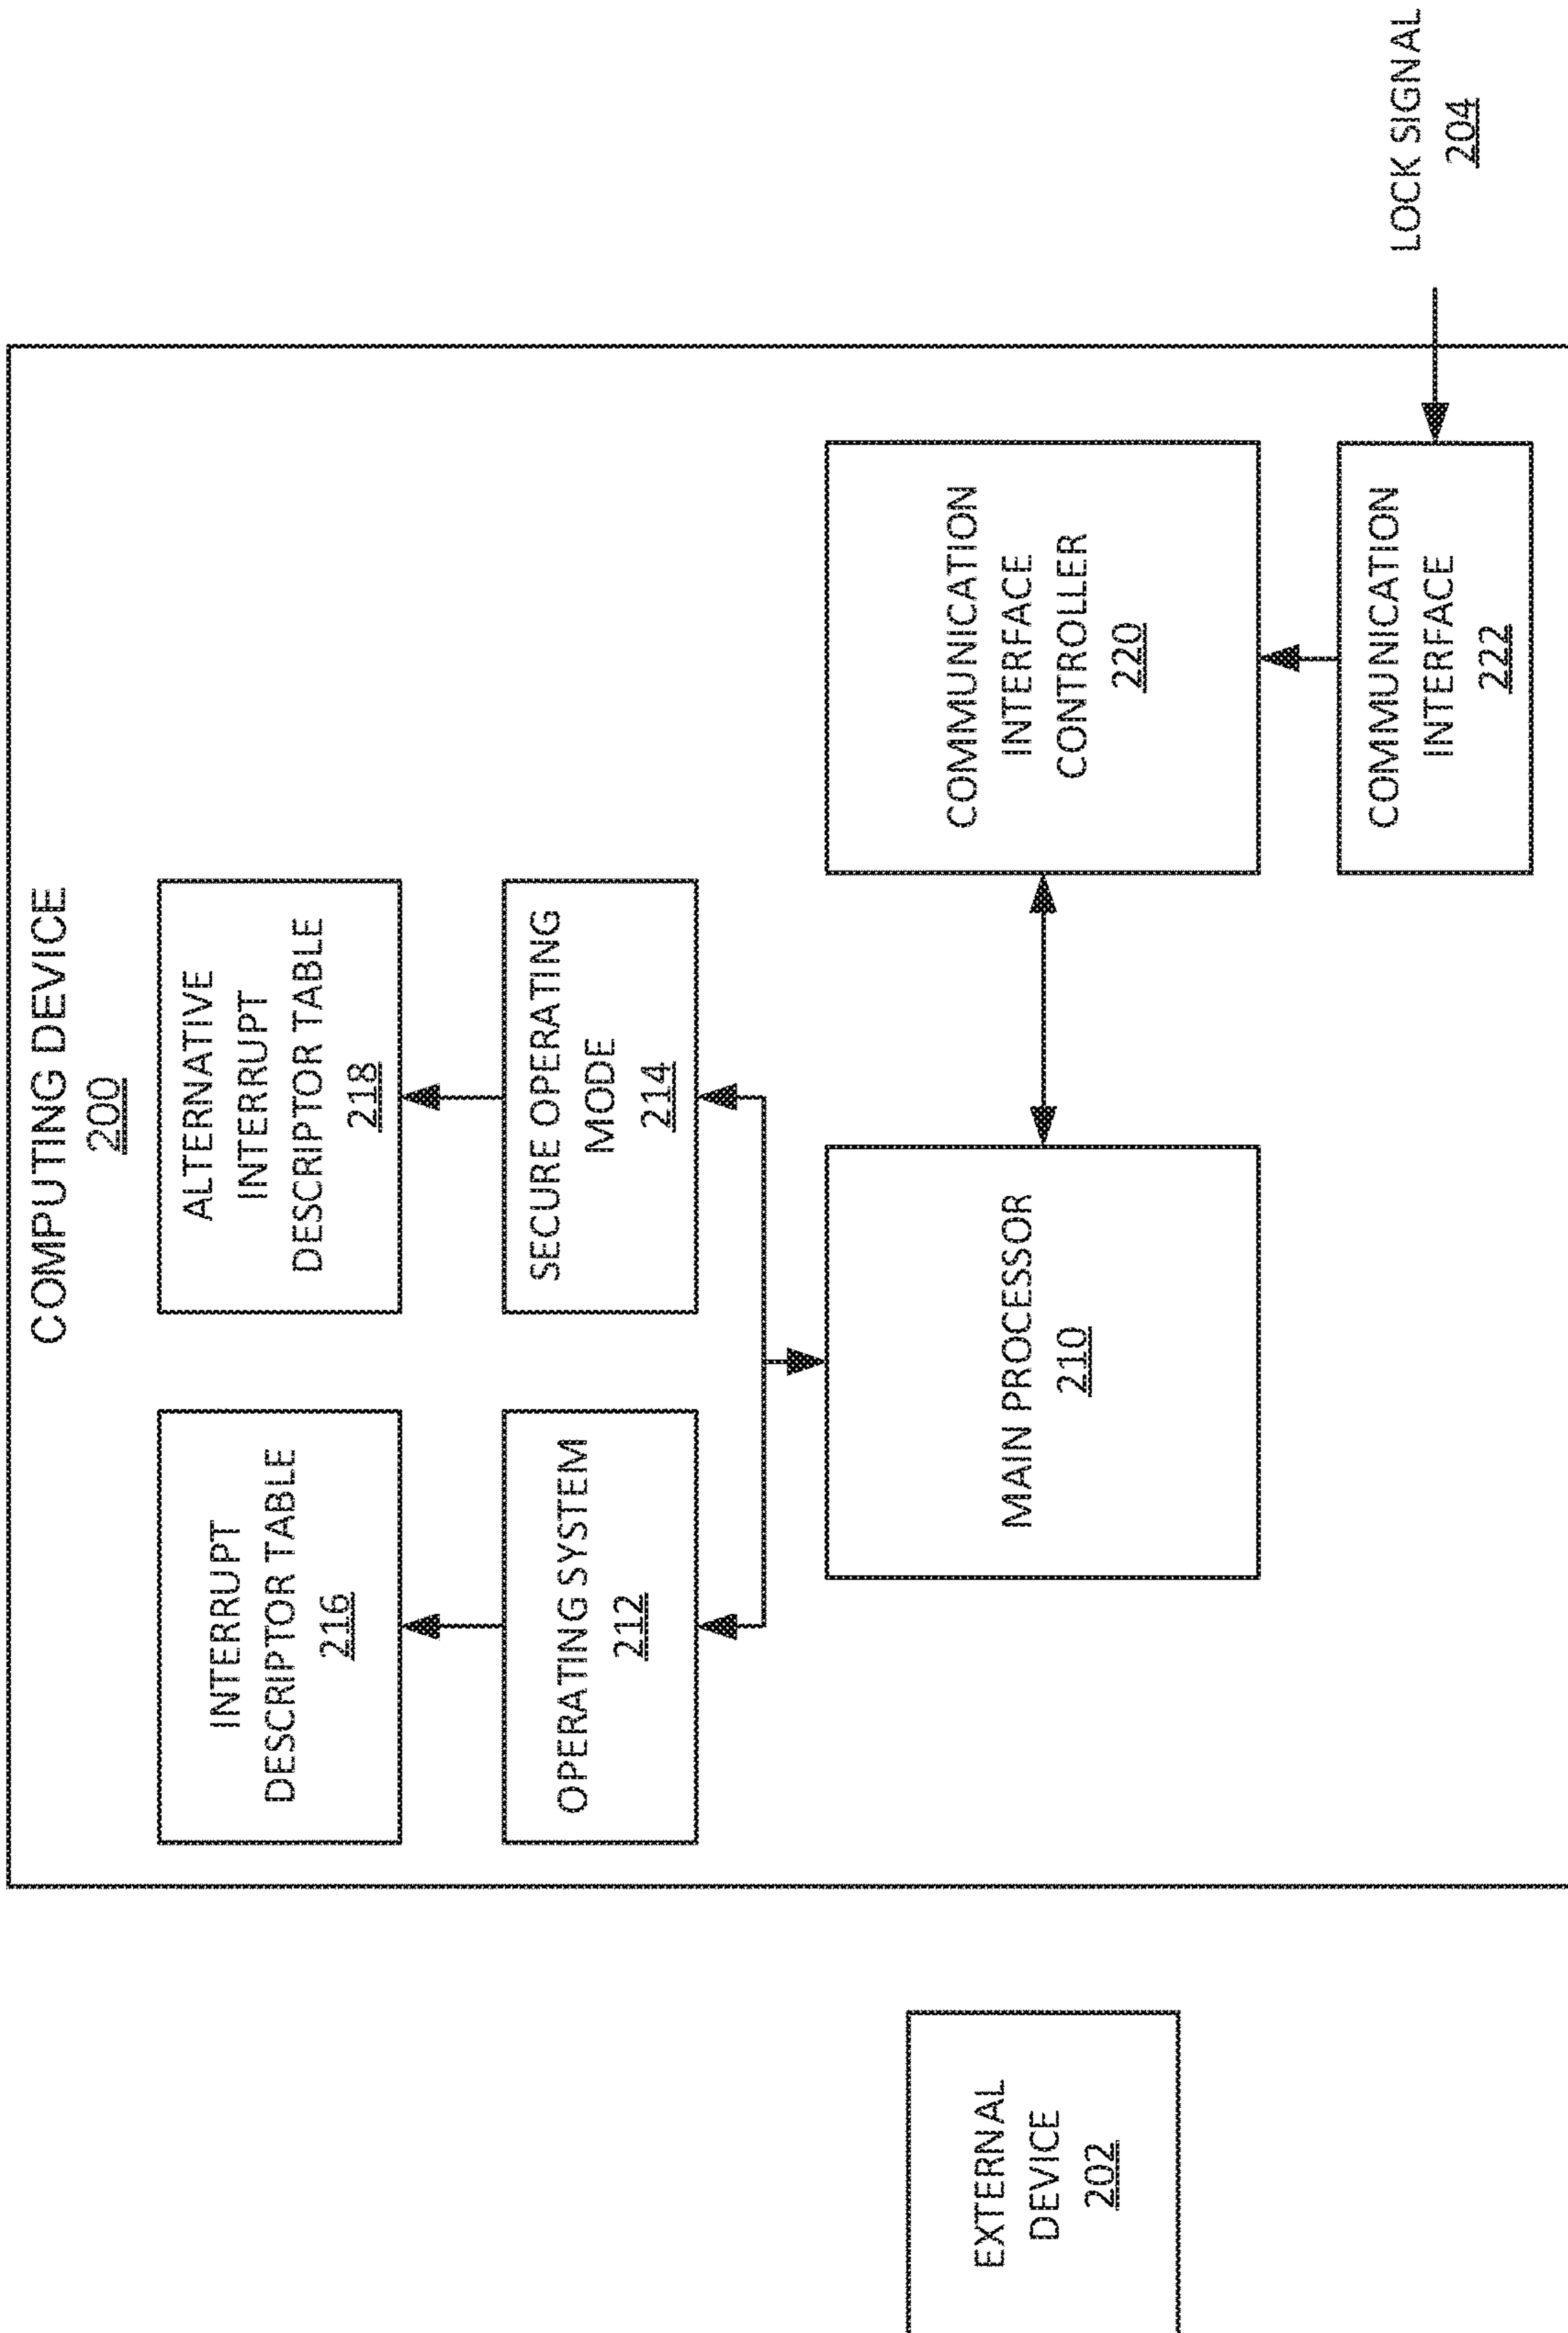 COMPUTING DEVICE
200
INTERRUPT
DESCRIPTOR TABLE
216
ALTERNATIVE
INTERRUPT
DESCRIPTOR TABLE
218
OPERATING SYSTEM
212
SECURE OPERATING
MODE
214
EXTERNAL
DEVICE
202
MAIN PROCESSOR
210
COMMUNICATION
INTERFACE
CONTROLLER
220
COMMUNICATION
INTERFACE
222
LOCK SIGNAL
204